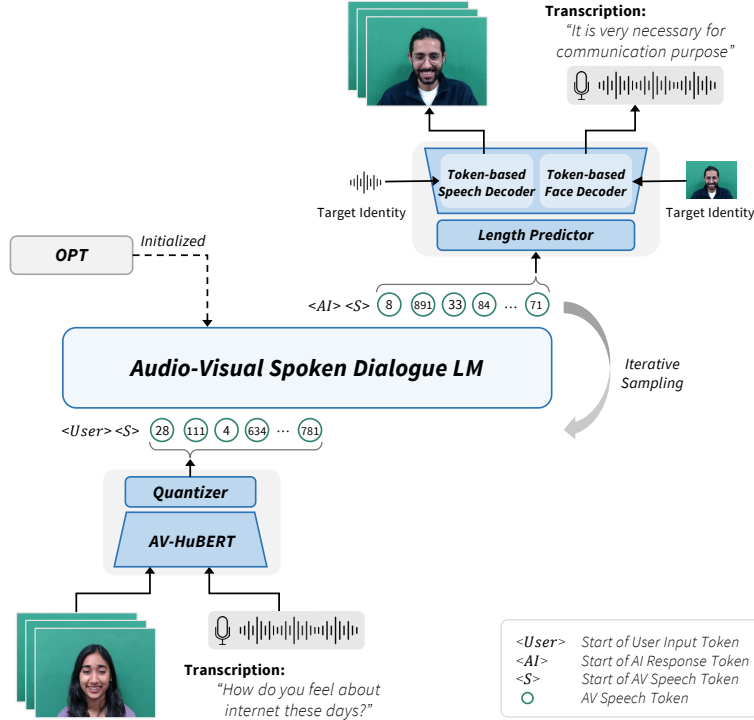 Transcription:
“It is very necessary for
communication purpose”
Token-based
Speech Decoder
Token-based
Face Decoder
Target Identity
Target Identity
Length Predictor
OPT
Initialized
<AI> <S> 8 891 33 84 ... 71
Audio-Visual Spoken Dialogue LM
Iterative
Sampling
<User> <S> 28 111 4 634 ... 781
Quantizer
AV-HuBERT
Transcription:
“How do you feel about
internet these days?”
<User> Start of User Input Token
<AI> Start of AI Response Token
<S> Start of AV Speech Token
AV Speech Token